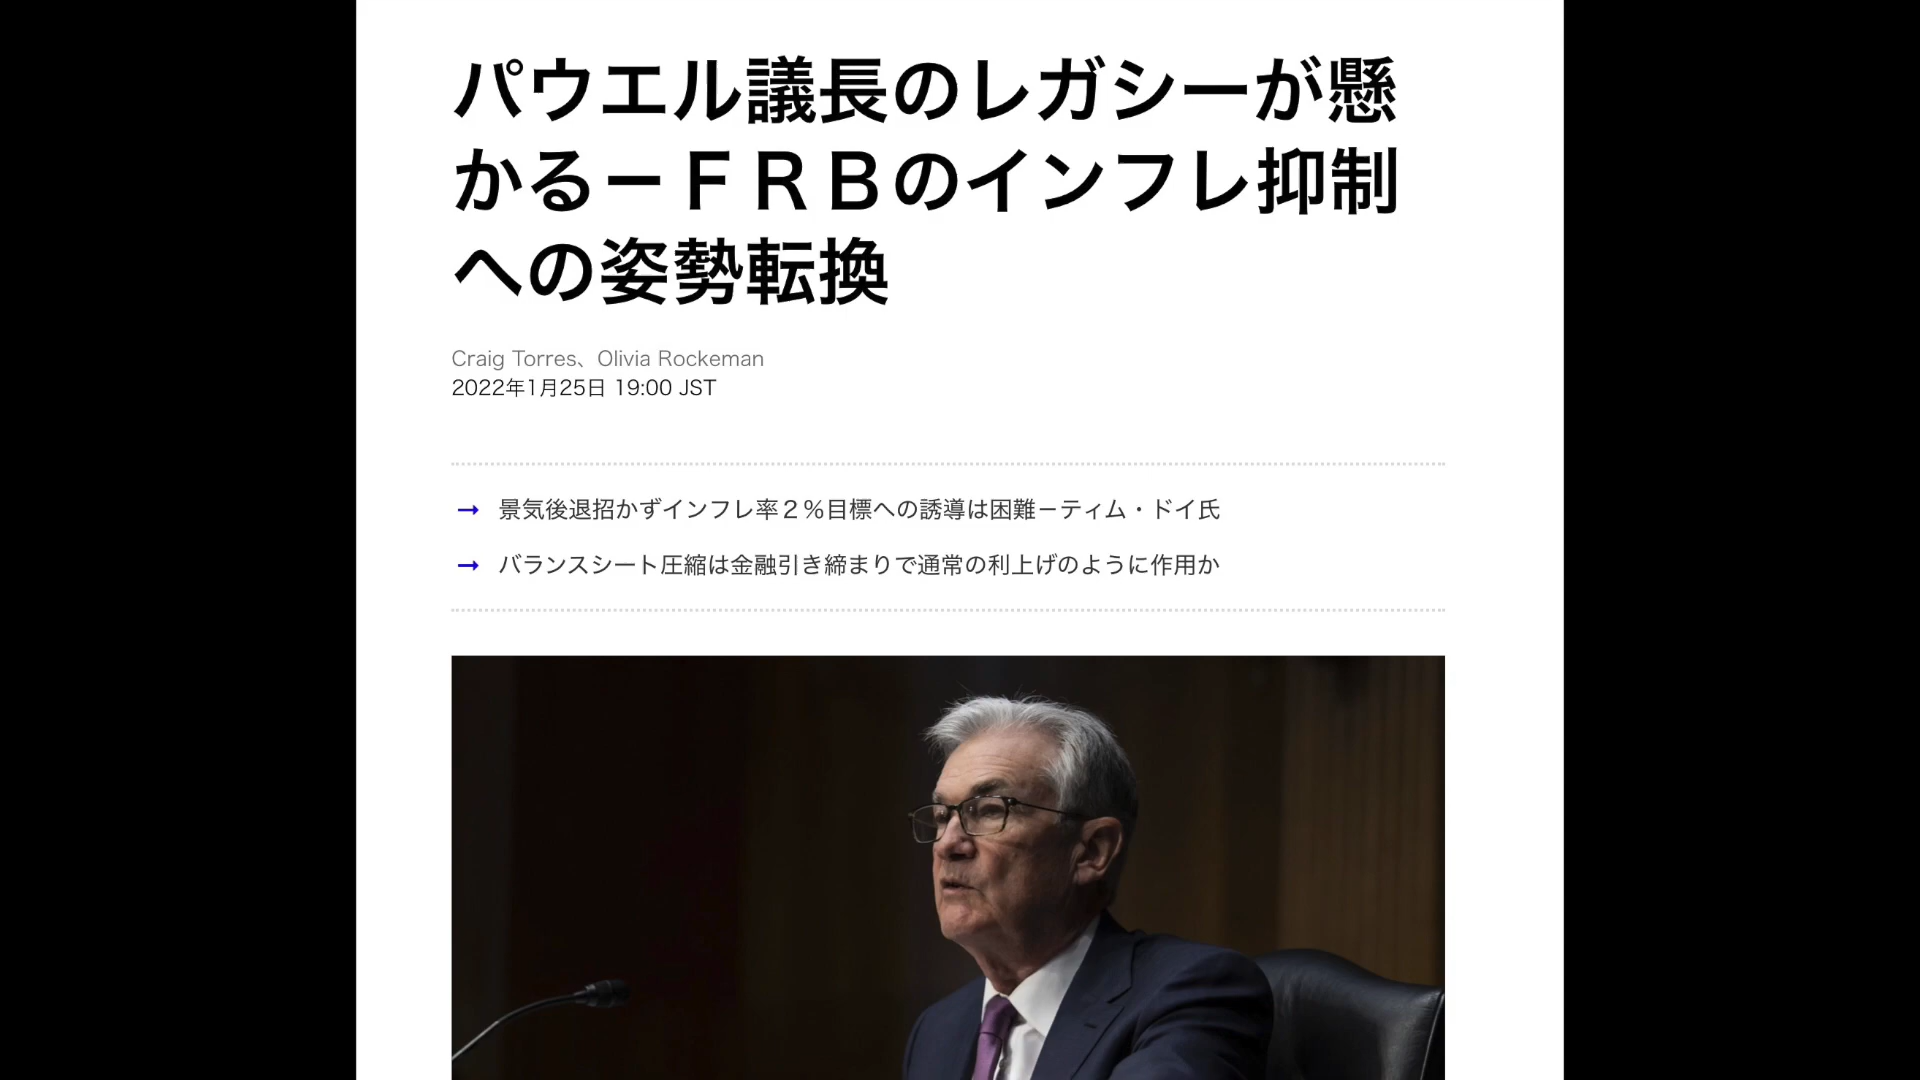 パウエル議長のレガシーが懸
かる－ＦＲＢのインフレ抑制
への姿勢転換
Craig Torres、Olivia Rockeman
2022年1月25日 19:00 JST
→ 景気後退招かずインフレ率２％目標への誘導は困難－ティム・ドイ氏
→ バランスシート圧縮は金融引き締まりで通常の利上げのように作用か